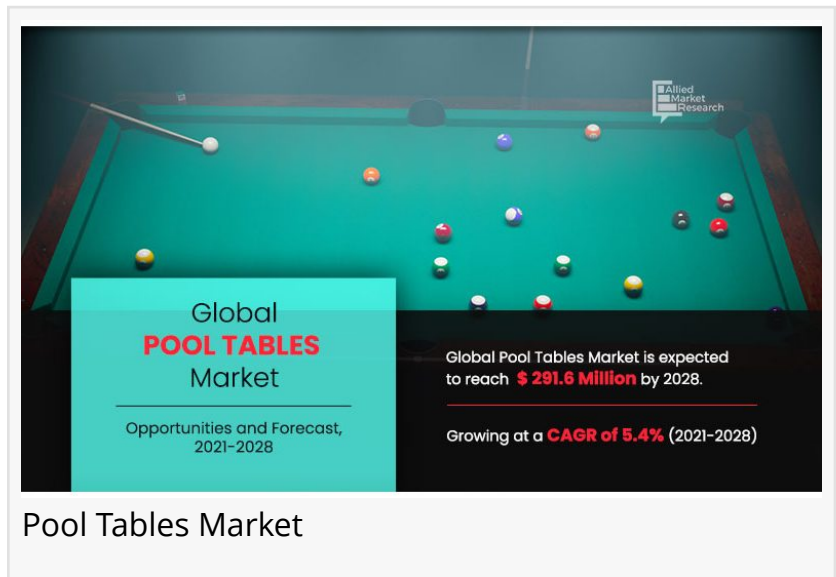 Allied
Market
Research
Global
POOL TABLES
Market
Opportunities and Forecast,
2021-2028
Global Pool Tables Market is expected
to reach $ 291.6 Million by 2028.
Growing at a CAGR of 5.4% (2021-2028)
Pool Tables Market